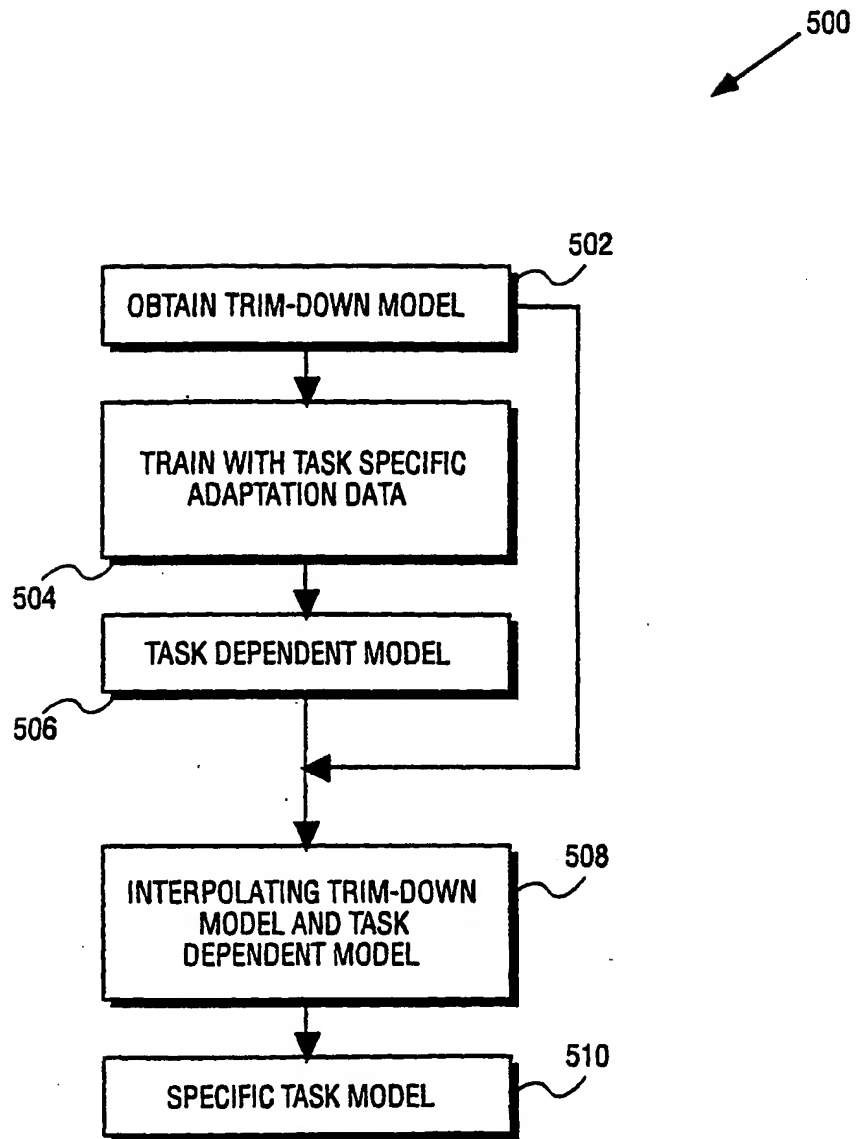 500
502
OBTAIN TRIM-DOWN MODEL
TRAIN WITH TASK SPECIFIC
ADAPTATION DATA
504
TASK DEPENDENT MODEL
506
508
INTERPOLATING TRIM-DOWN
MODEL AND TASK
DEPENDENT MODEL
510
SPECIFIC TASK MODEL